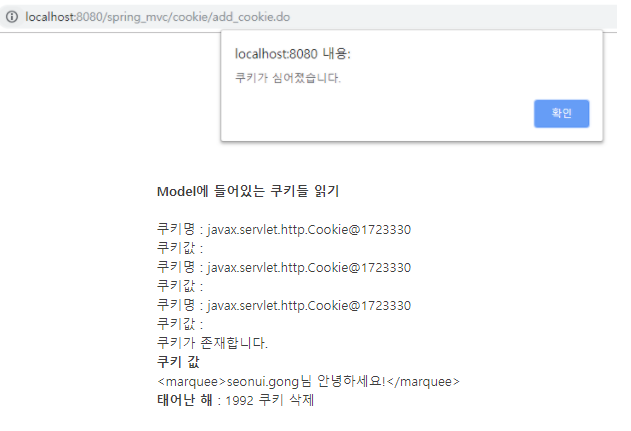 localhost:8080/spring_mvc/cookie/add_cookie.do
localhost:8080 내용:
쿠키가 심어졌습니다.
확인
Model에 들어있는 쿠키들 읽기
쿠키명 : javax.servlet.http.Cookie@1723330
쿠키값 :
쿠키명 : javax.servlet.http.Cookie@1723330
쿠키값 :
쿠키명 : javax.servlet.http.Cookie@1723330
쿠키값 :
쿠키가 존재합니다.
쿠키 값
<marquee>seonui.gong님 안녕하세요!</marquee>
태어난 해 : 1992 쿠키 삭제